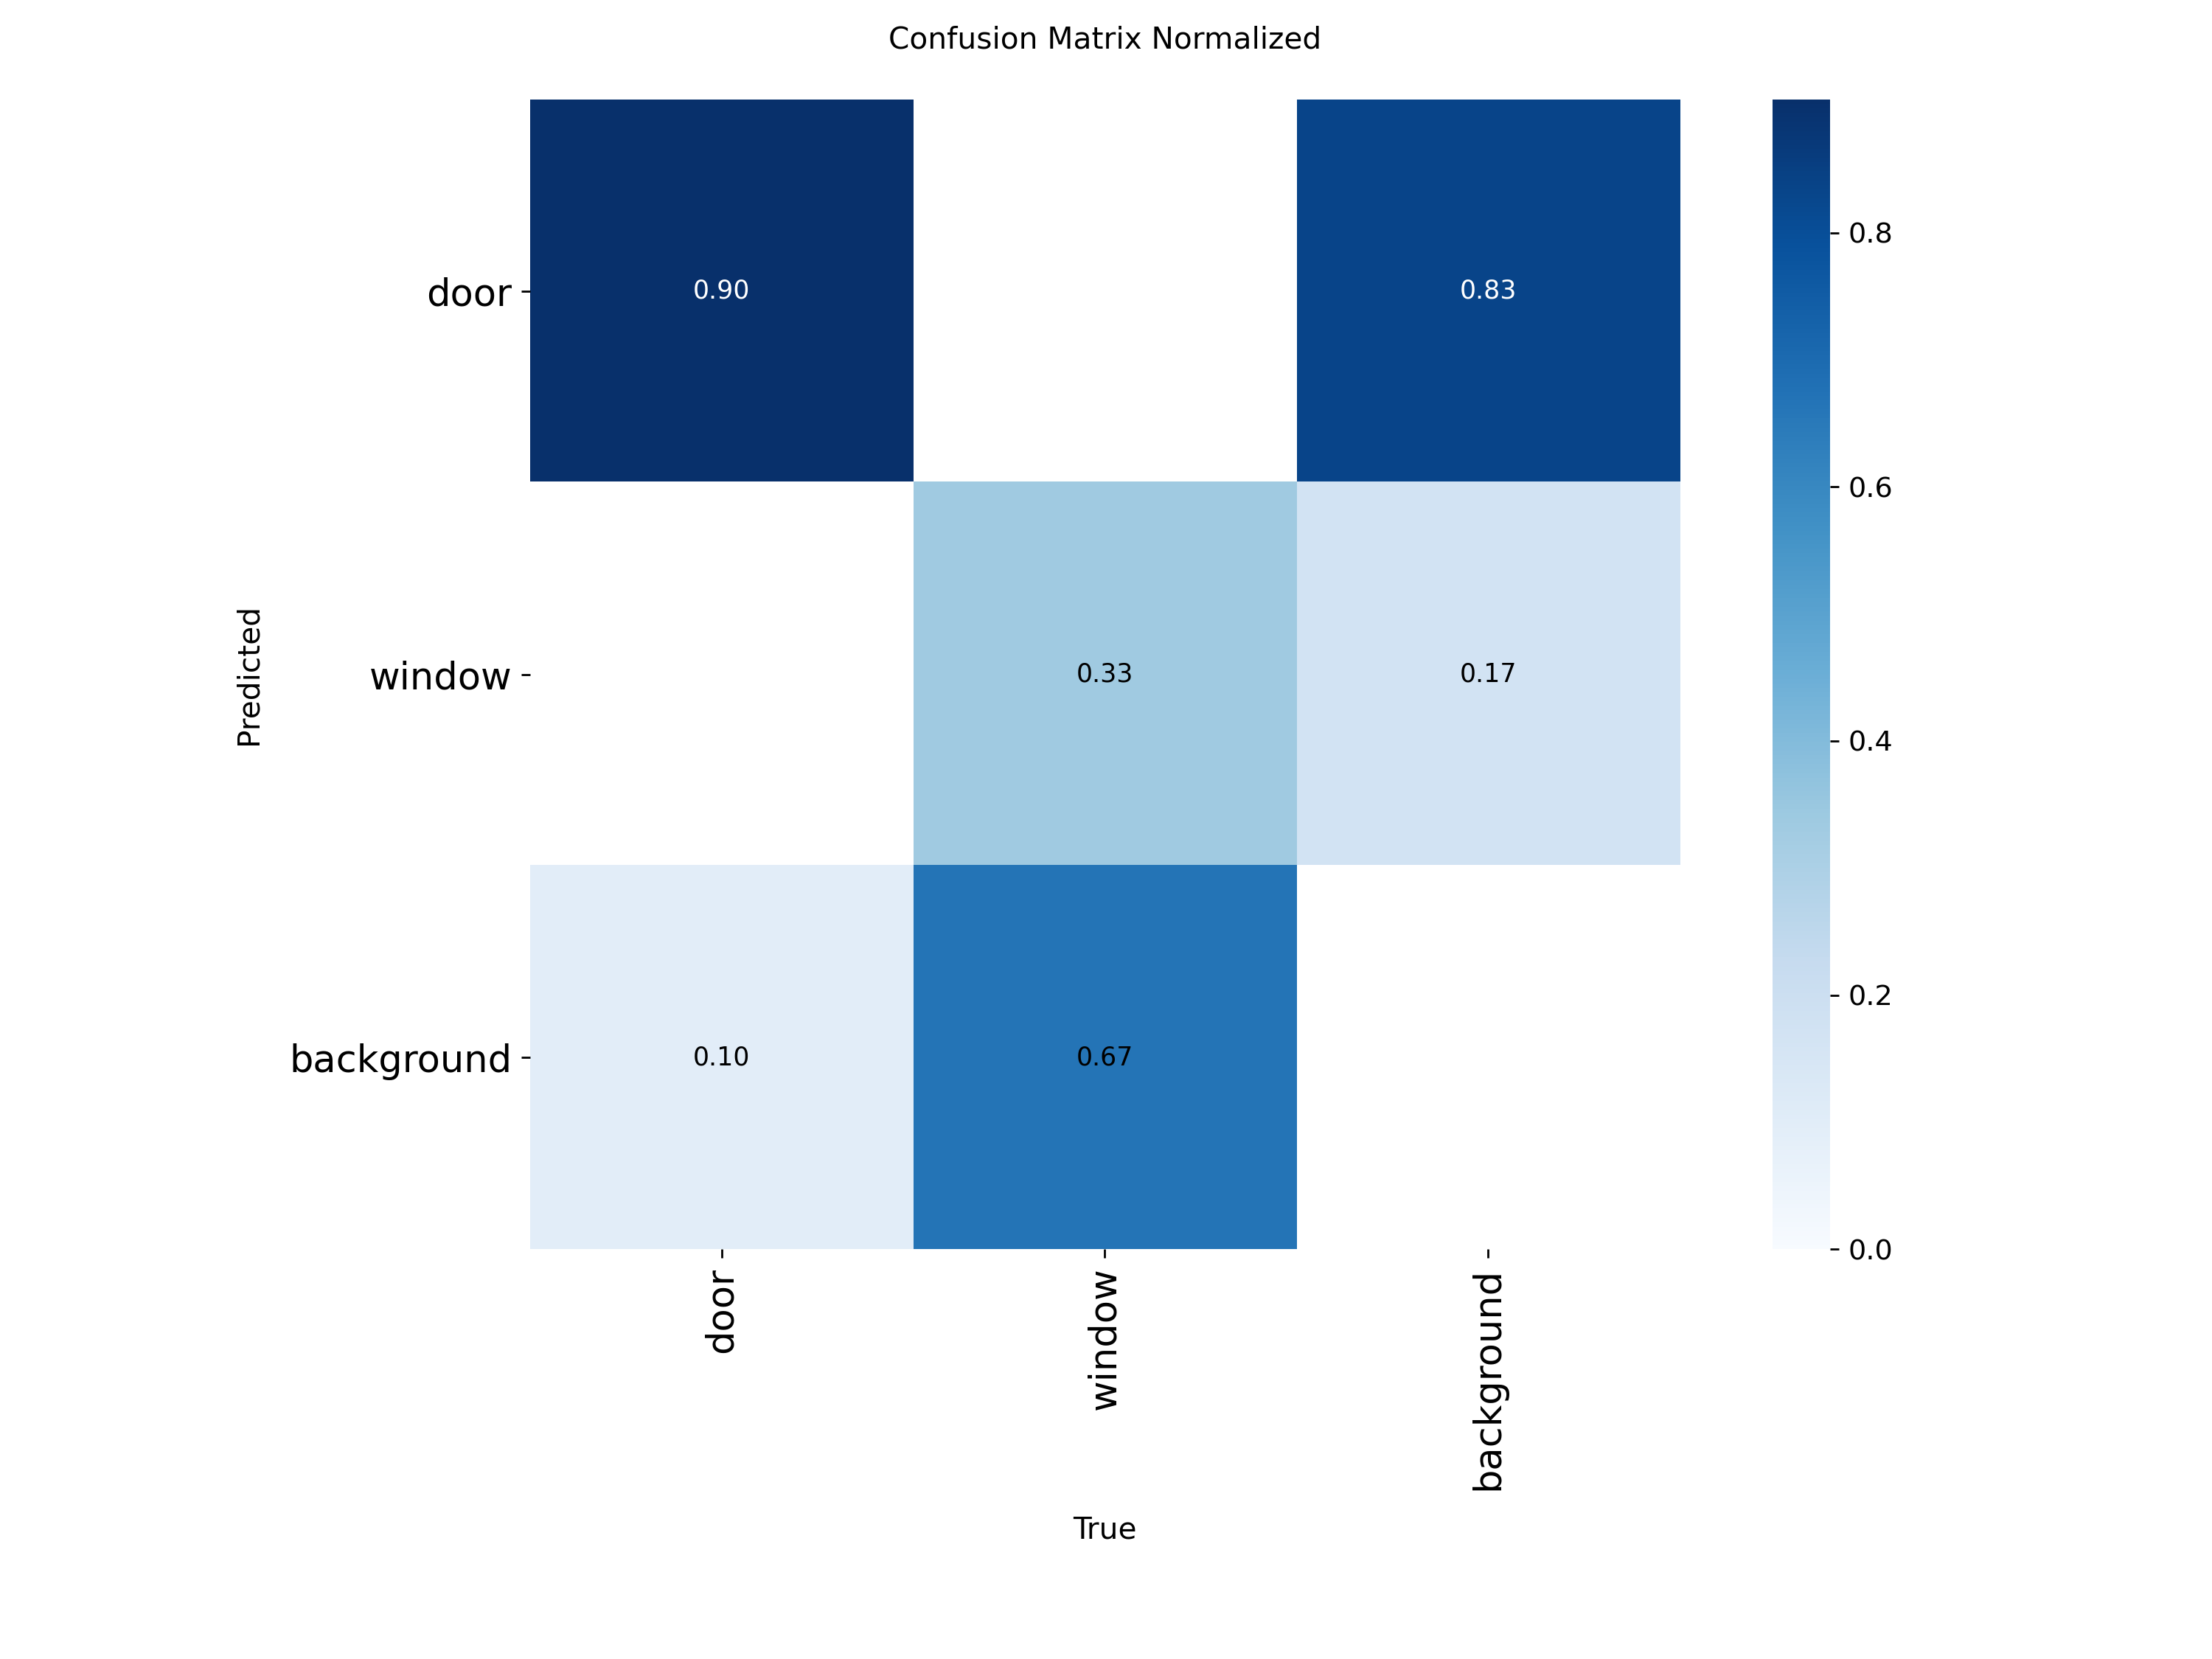 Confusion Matrix Normalized
door
0.90
0.83
0.8
0.6
Predicted
window
0.33
0.17
0.4
background
0.10
0.67
0.2
0.0
door
window
background
True